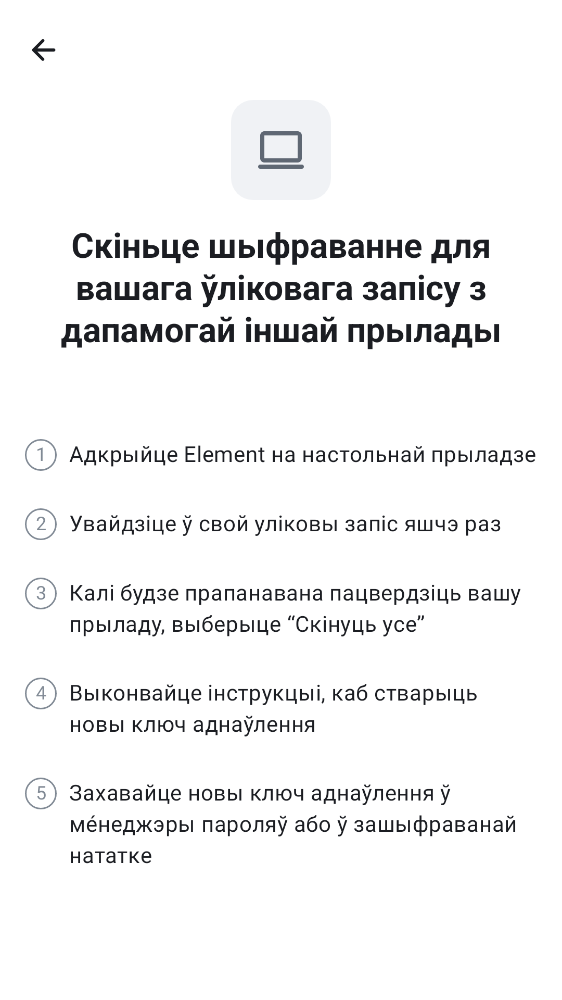 Скіньце шыфраванне для
вашага ўліковага запісу з
дапамогай іншай прылады
1 Адкрыйце Element на настольнай прыладзе
2 Увайдзіце ў свой уліковы запіс яшчэ раз
3 Калі будзе прапанавана пацвердзіць вашу
прыладу, выберыце “Скінуць усе”
4 Выконвайце інструкцыі, каб стварыць
новы ключ аднаўлення
5 Захавайце новы ключ аднаўлення ў
ме́неджэры пароляў або ў зашыфраванай
нататке